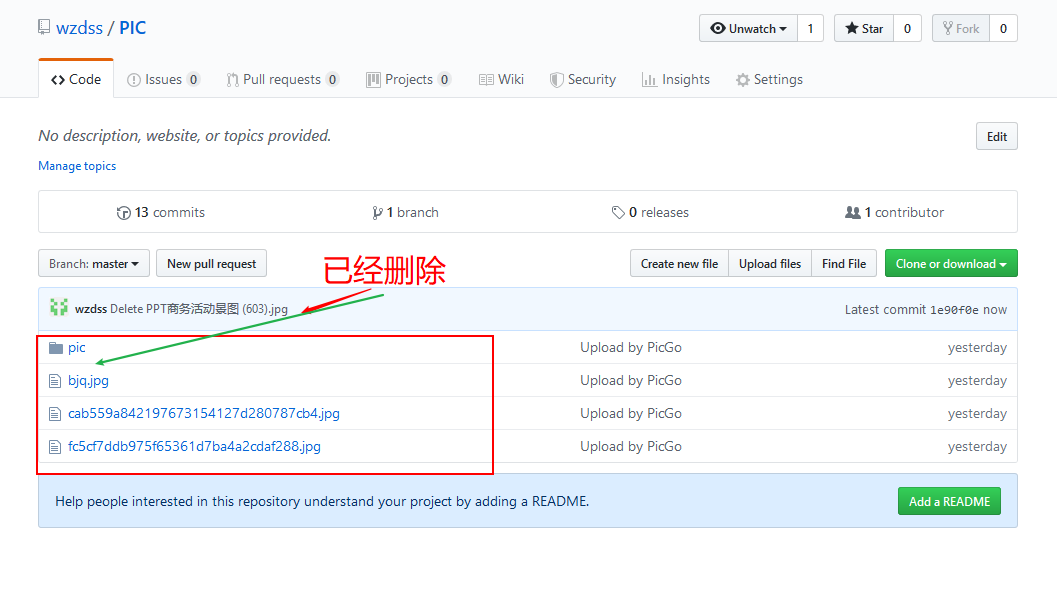 wzdss / PIC
Unwatch 1 Star 0 Fork 0
Code Issues 0 Pull requests 0 Projects 0 Wiki Security Insights Settings
No description, website, or topics provided.
Edit
Manage topics
13 commits 1 branch 0 releases 1 contributor
Branch: master New pull request 已经删除 Create new file Upload files Find File Clone or download
wzdss Delete PPT商务活动景图 (603).jpg Latest commit 1e90f0e now
pic Upload by PicGo yesterday
bjq.jpg Upload by PicGo yesterday
cab559a842197673154127d280787cb4.jpg Upload by PicGo yesterday
fc5cf7ddb975f65361d7ba4a2cdaf288.jpg Upload by PicGo yesterday
Help people interested in this repository understand your project by adding a README. Add a README